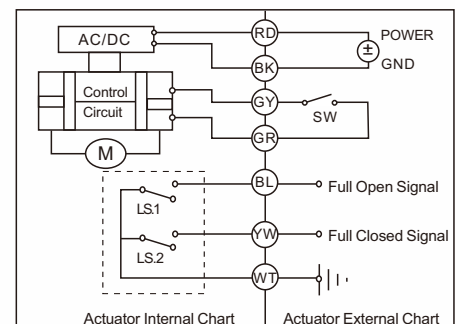 AC/DC
RD
POWER
±
BK
GND
Control
Circuit
GY
SW
GR
M
BL
Full Open Signal
LS.1
YW
Full Closed Signal
LS.2
WT
Actuator Internal Chart
Actuator External Chart